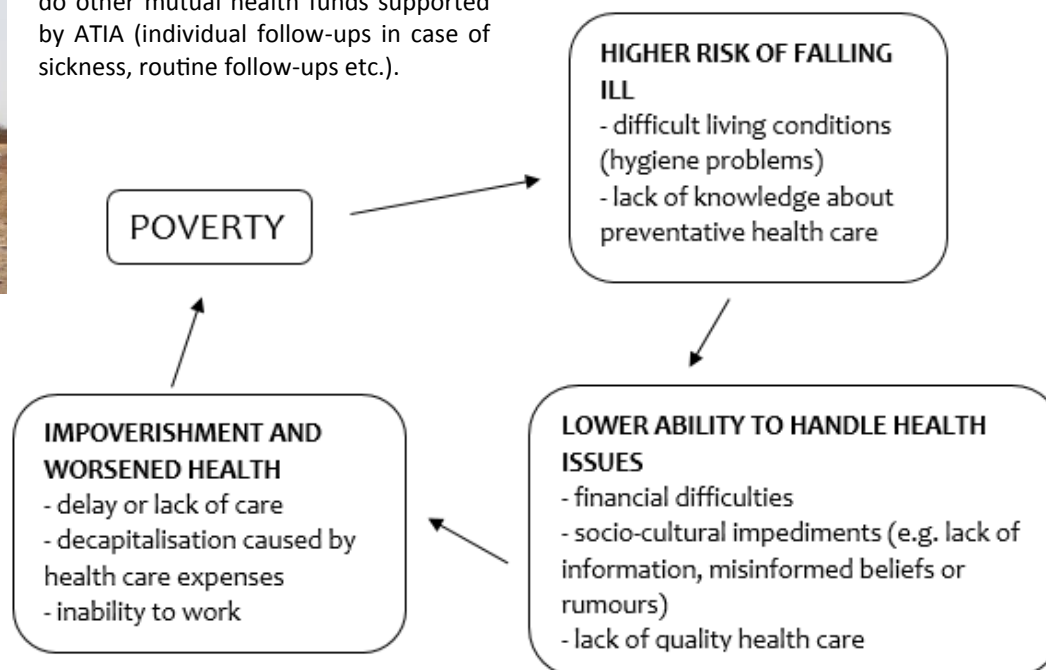 do other mutual health funds supported
by ATIA (individual follow-ups in case of
sickness, routine follow-ups etc.).
POVERTY
HIGHER RISK OF FALLING
ILL
- difficult living conditions
(hygiene problems)
- lack of knowledge about
preventative health care
LOWER ABILITY TO HANDLE HEALTH
ISSUES
- financial difficulties
- socio-cultural impediments (e.g. lack of
information, misinformed beliefs or
rumours)
- lack of quality health care
IMPOVERISHMENT AND
WORSENED HEALTH
- delay or lack of care
- decapitalisation caused by
health care expenses
- inability to work